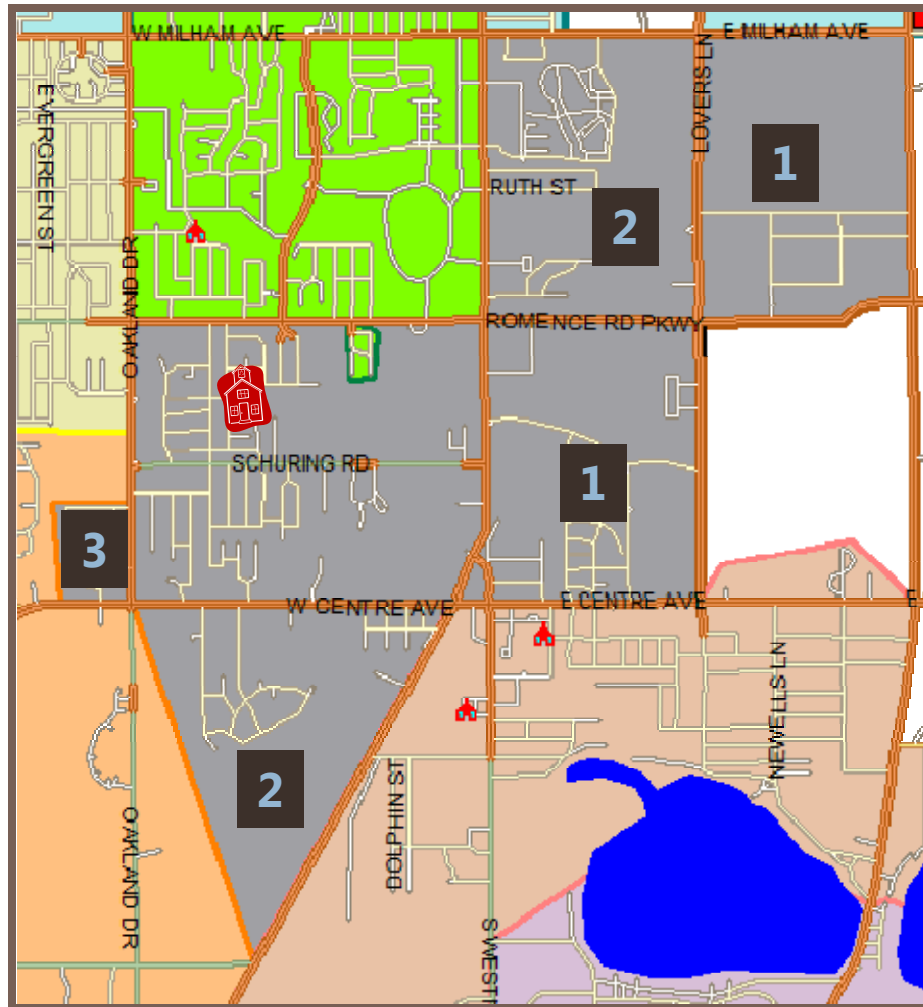 W MILHAM AVE
E MILHAM AVE
EVERGREEN ST
LOVERS LN
1
RUTH ST
2
OAKLAND DR
ROMENCE RD PKWY
SCHURING RD
1
3
W CENTRE AVE
E CENTRE AVE
E
NEWELLS LN
2
DOLPHIN ST
OAKLAND DR
S WEST